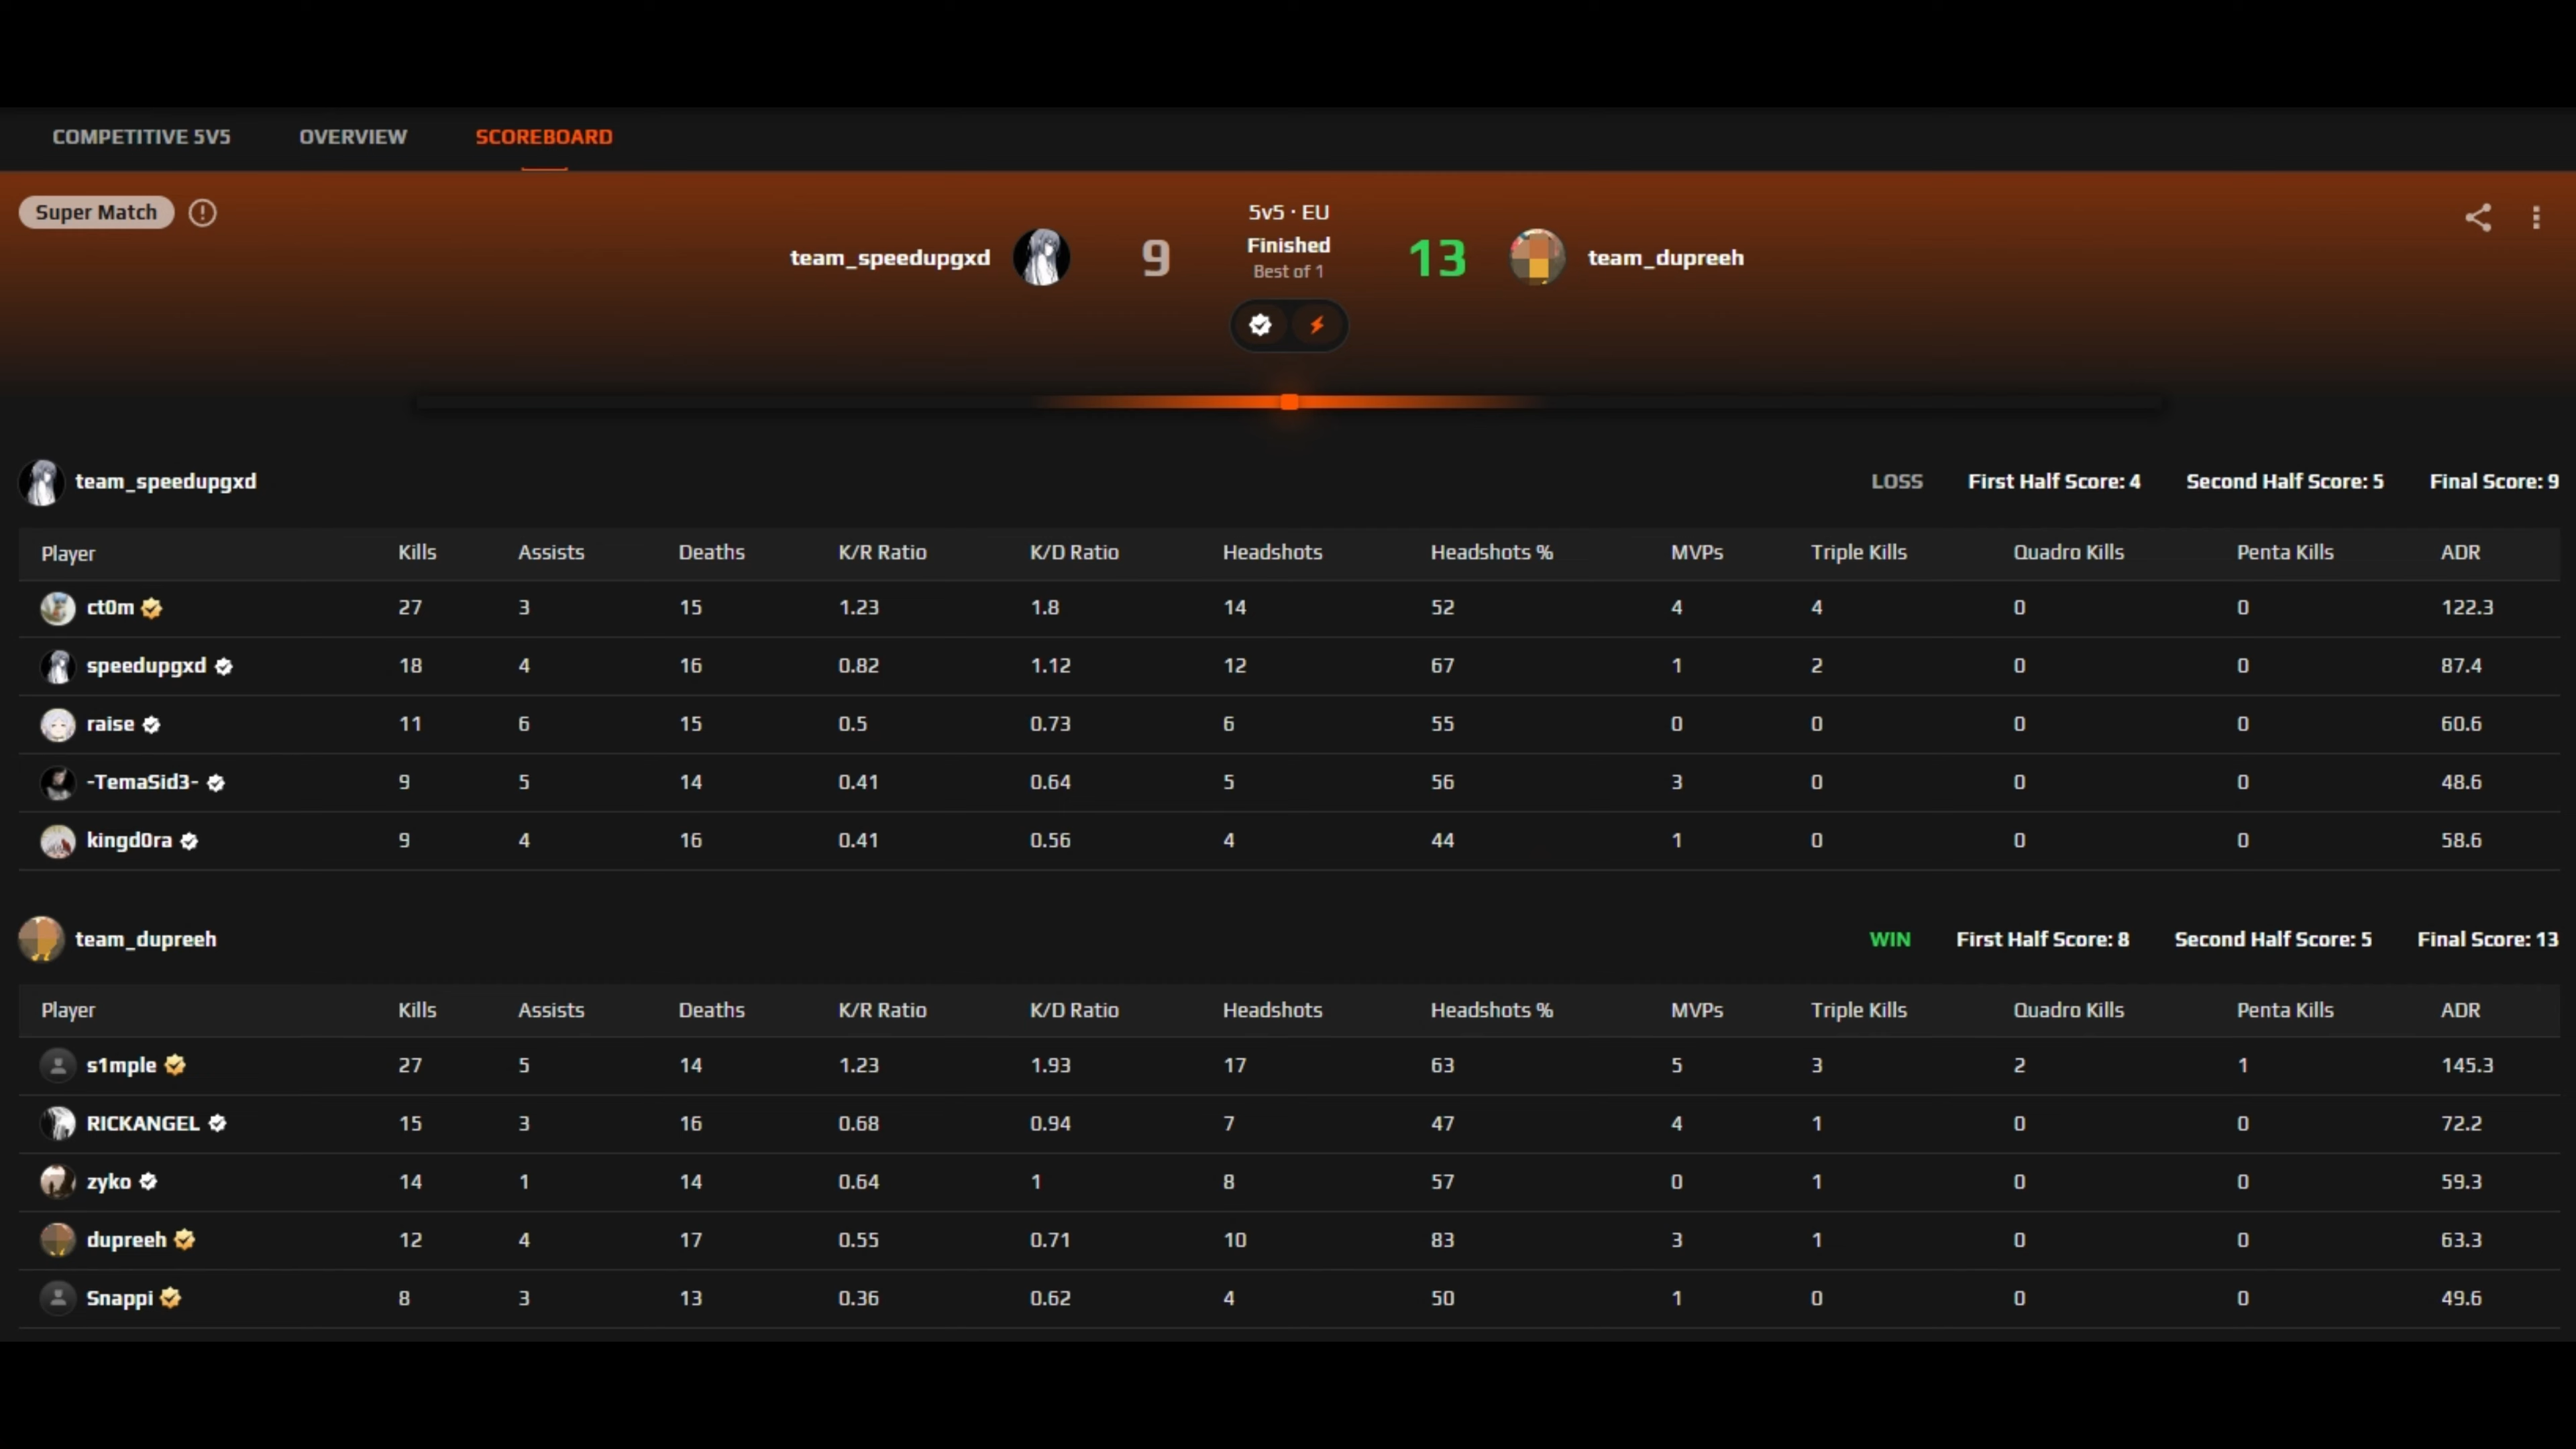 COMPETITIVE 5V5 OVERVIEW SCOREBOARD
Super Match
5v5 · EU
team_speedupgxd 9 Finished 13 team_dupreeh
Best of 1
team_speedupgxd LOSS First Half Score: 4 Second Half Score: 5 Final Score: 9
Player Kills Assists Deaths K/R Ratio K/D Ratio Headshots Headshots % MVPs Triple Kills Quadro Kills Penta Kills ADR
ct0m 27 3 15 1.23 1.8 14 52 4 4 0 0 122.3
speedupgxd 18 4 16 0.82 1.12 12 67 1 2 0 0 87.4
raise 11 6 15 0.5 0.73 6 55 0 0 0 0 60.6
-TemaSid3- 9 5 14 0.41 0.64 5 56 3 0 0 0 48.6
kingd0ra 9 4 16 0.41 0.56 4 44 1 0 0 0 58.6
team_dupreeh WIN First Half Score: 8 Second Half Score: 5 Final Score: 13
Player Kills Assists Deaths K/R Ratio K/D Ratio Headshots Headshots % MVPs Triple Kills Quadro Kills Penta Kills ADR
s1mple 27 5 14 1.23 1.93 17 63 5 3 2 1 145.3
RICKANGEL 15 3 16 0.68 0.94 7 47 4 1 0 0 72.2
zyko 14 1 14 0.64 1 8 57 0 1 0 0 59.3
dupreeh 12 4 17 0.55 0.71 10 83 3 1 0 0 63.3
Snappi 8 3 13 0.36 0.62 4 50 1 0 0 0 49.6